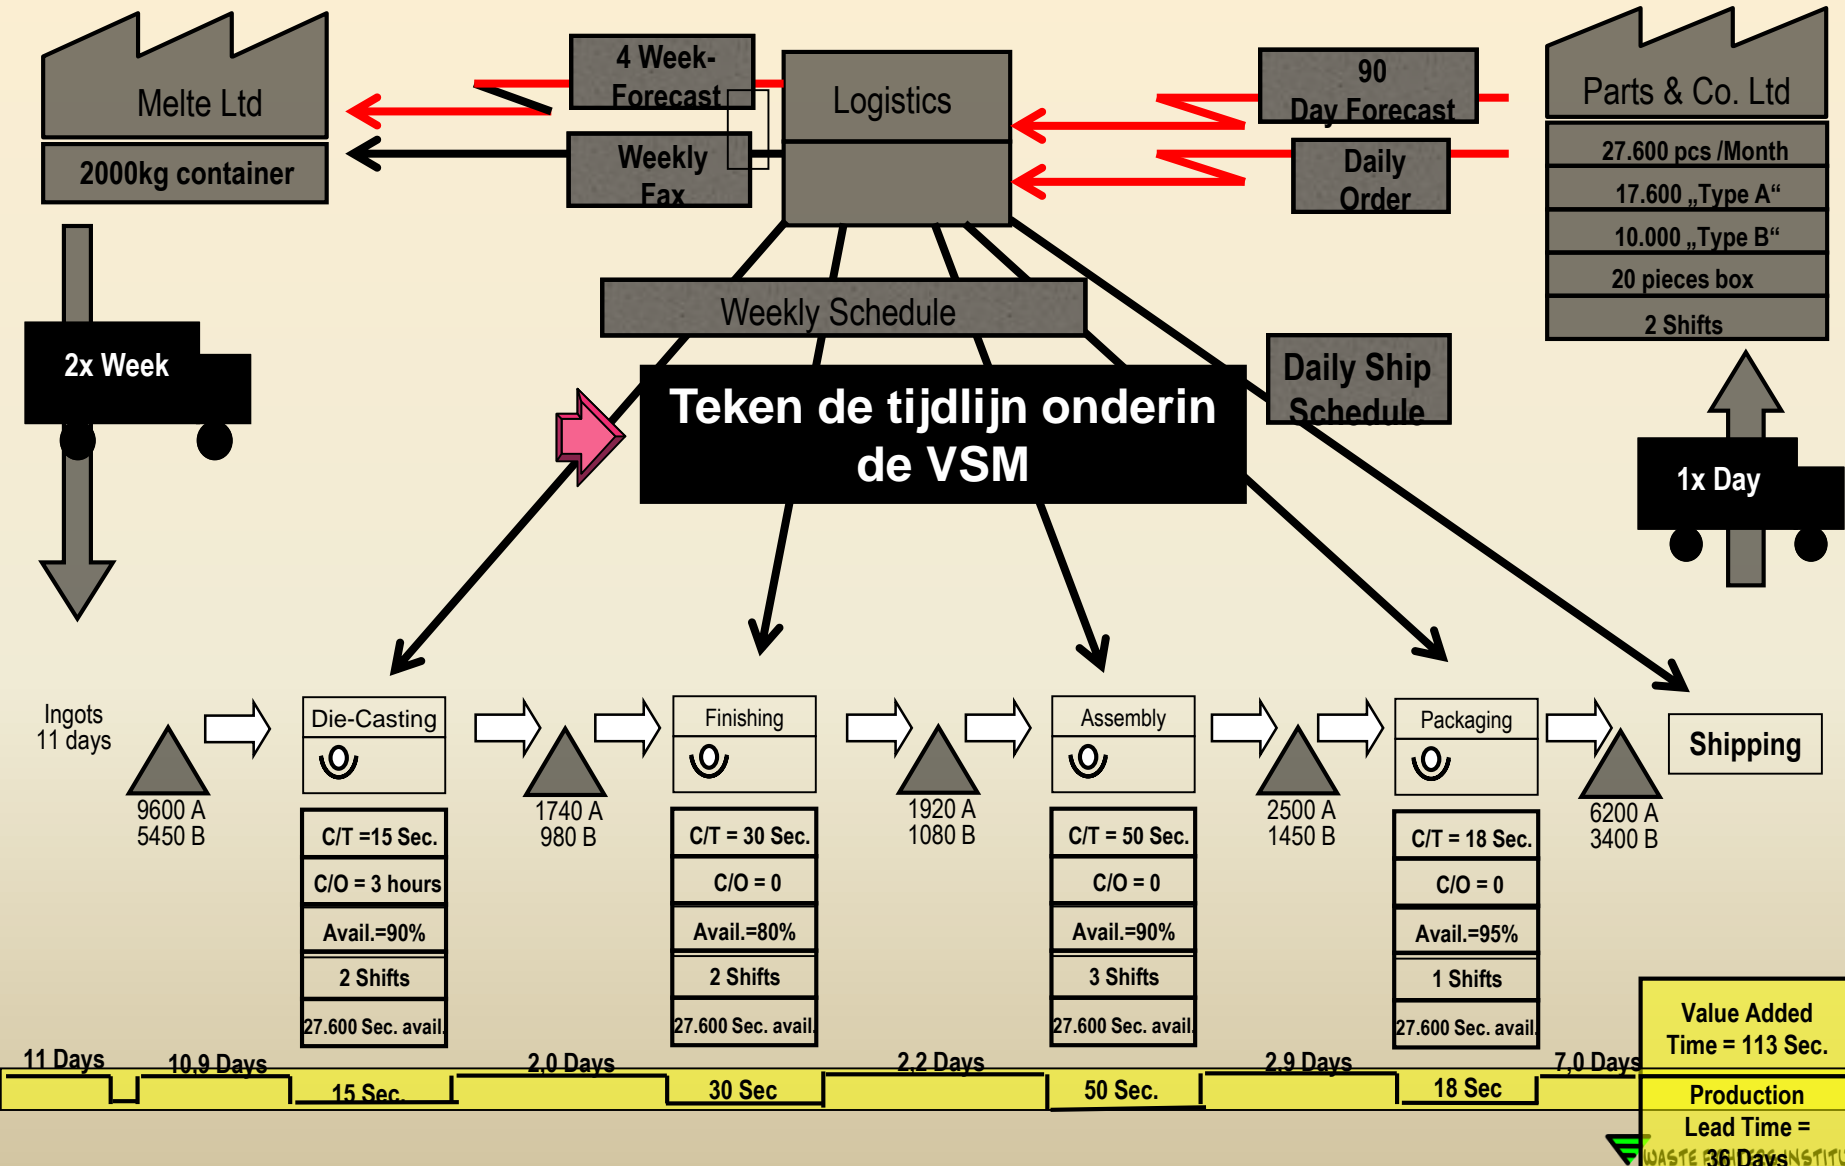 4 Week-
Forecast
Melte Ltd
2000kg container
Weekly
Fax
Logistics
90
Day Forecast
Daily
Order
Parts & Co. Ltd
27.600 pcs /Month
17.600 „Type A“
10.000 „Type B“
20 pieces box
2 Shifts
Weekly Schedule
2x Week
Teken de tijdlijn onderin
de VSM
Daily Ship
Schedule
1x Day
Ingots
11 days
9600 A
5450 B
Die-Casting
C/T =15 Sec.
C/O = 3 hours
Avail.=90%
2 Shifts
27.600 Sec. avail.
1740 A
980 B
Finishing
C/T = 30 Sec.
C/O = 0
Avail.=80%
2 Shifts
27.600 Sec. avail.
1920 A
1080 B
Assembly
C/T = 50 Sec.
C/O = 0
Avail.=90%
3 Shifts
27.600 Sec. avail.
2500 A
1450 B
Packaging
C/T = 18 Sec.
C/O = 0
Avail.=95%
1 Shifts
27.600 Sec. avail.
6200 A
3400 B
Shipping
11 Days
10,9 Days
15 Sec.
2,0 Days
30 Sec
2,2 Days
50 Sec.
2,9 Days
18 Sec
7,0 Days
Value Added
Time = 113 Sec.
Production
Lead Time =
36 Days
WASTE